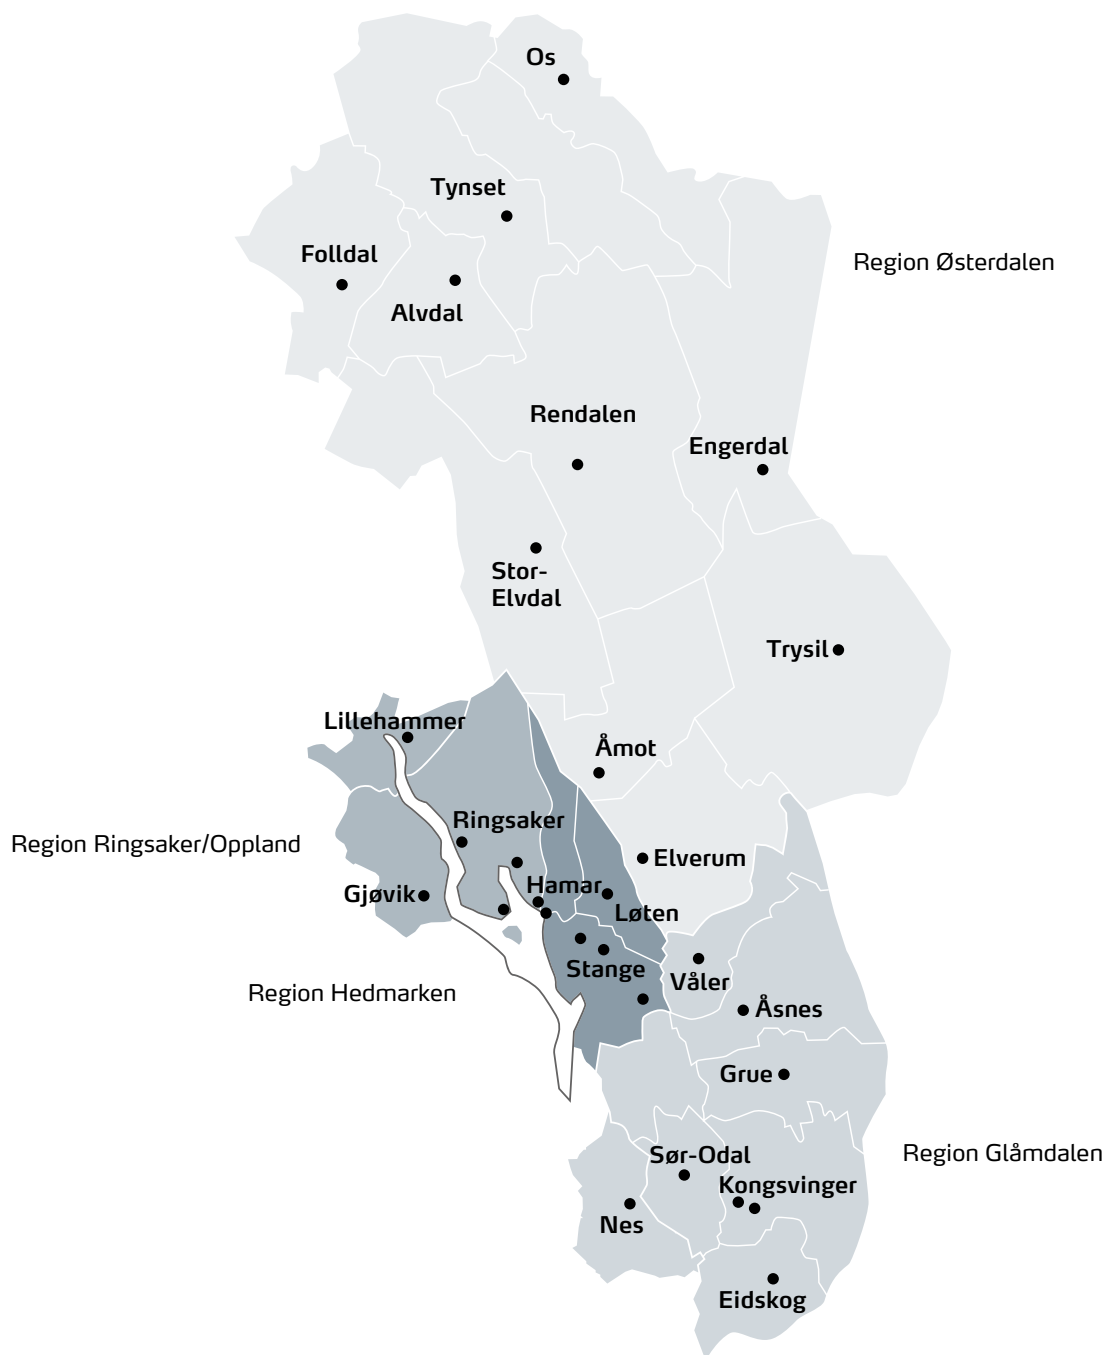 Os
Tynset
Folldal
Region Østerdalen
Alvdal
Rendalen
Engerdal
Stor-
Elvdal
Trysil
Lillehammer
Åmot
Ringsaker
Region Ringsaker/Oppland
Elverum
Hamar
Gjøvik
Løten
Stange
Våler
Region Hedmarken
Åsnes
Grue
Sør-Odal
Region Glåmdalen
Kongsvinger
Nes
Eidskog